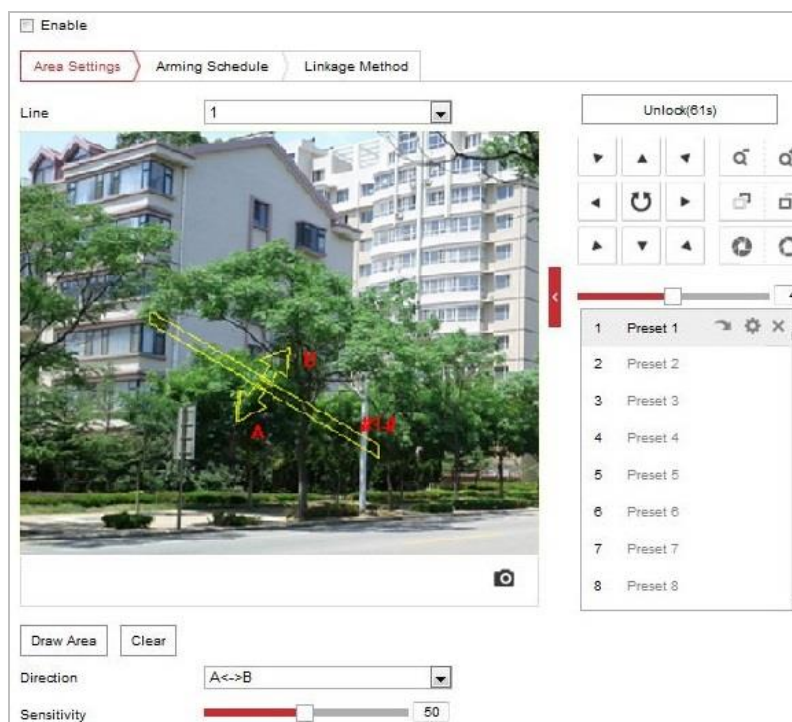 Enable
Area Settings Arming Schedule Linkage Method
Line 1
Unlock(61s)
B
A
#1#
4
1 Preset 1
2 Preset 2
3 Preset 3
4 Preset 4
5 Preset 5
6 Preset 6
7 Preset 7
8 Preset 8
Draw Area Clear
Direction A<->B
Sensitivity 50